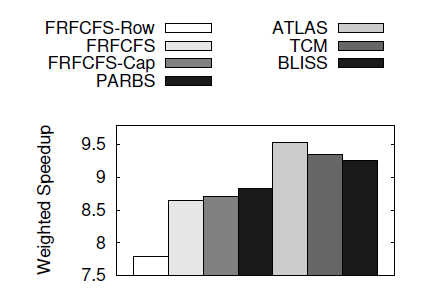 FRFCFS-Row
FRFCFS
FRFCFS-Cap
PARBS
ATLAS
TCM
BLISS
Weighted Speedup
9.5
9
8.5
8
7.5